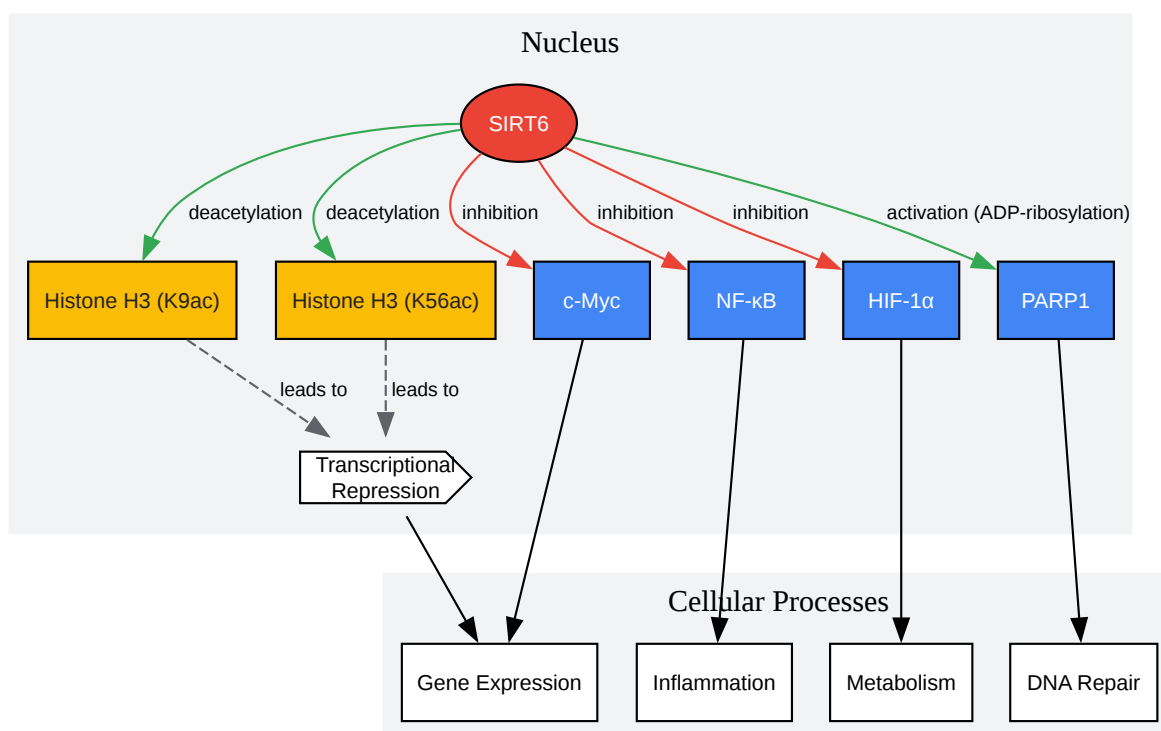 Nucleus
SIRT6
deacetylation
deacetylation
inhibition
inhibition
inhibition
activation (ADP-ribosylation)
Histone H3 (K9ac)
Histone H3 (K56ac)
c-Myc
NF-κB
HIF-1α
PARP1
leads to
leads to
Transcriptional
Repression
Cellular Processes
Gene Expression
Inflammation
Metabolism
DNA Repair